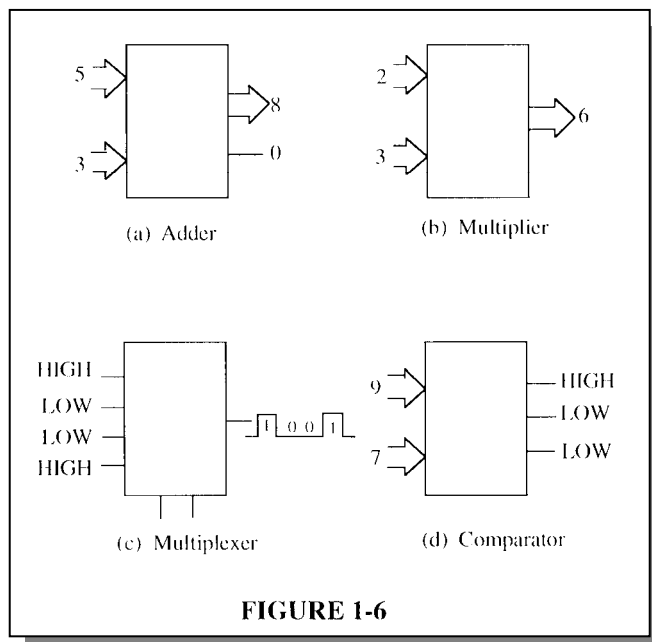 5
8
3
0
(a) Adder
2
6
3
(b) Multiplier
HIGH
LOW
LOW
HIGH
1 0 0 1
(c) Multiplexer
9
7
HIGH
LOW
LOW
(d) Comparator
FIGURE 1-6